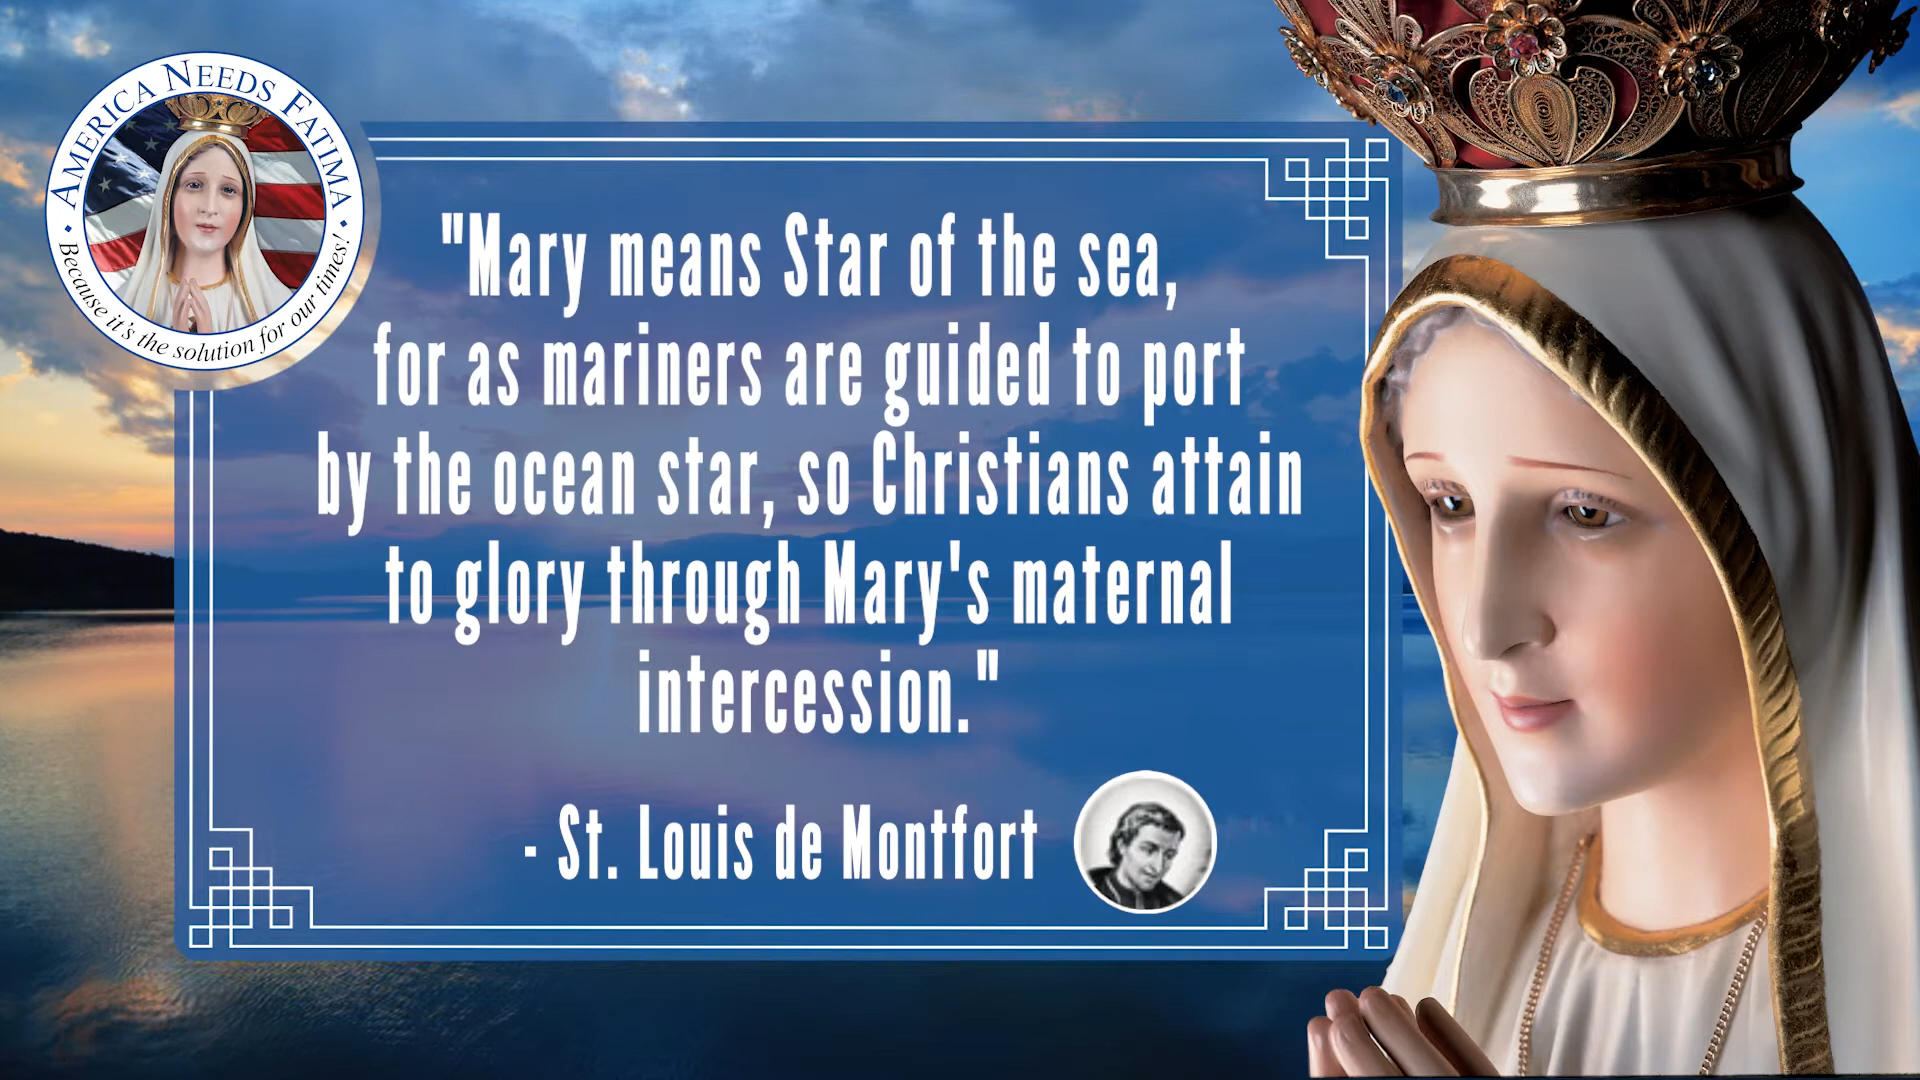 AMERICA NEEDS FATIMA
Because it's the solution for our times!
"Mary means Star of the sea,
for as mariners are guided to port
by the ocean star, so Christians attain
to glory through Mary's maternal
intercession."
- St. Louis de Montfort